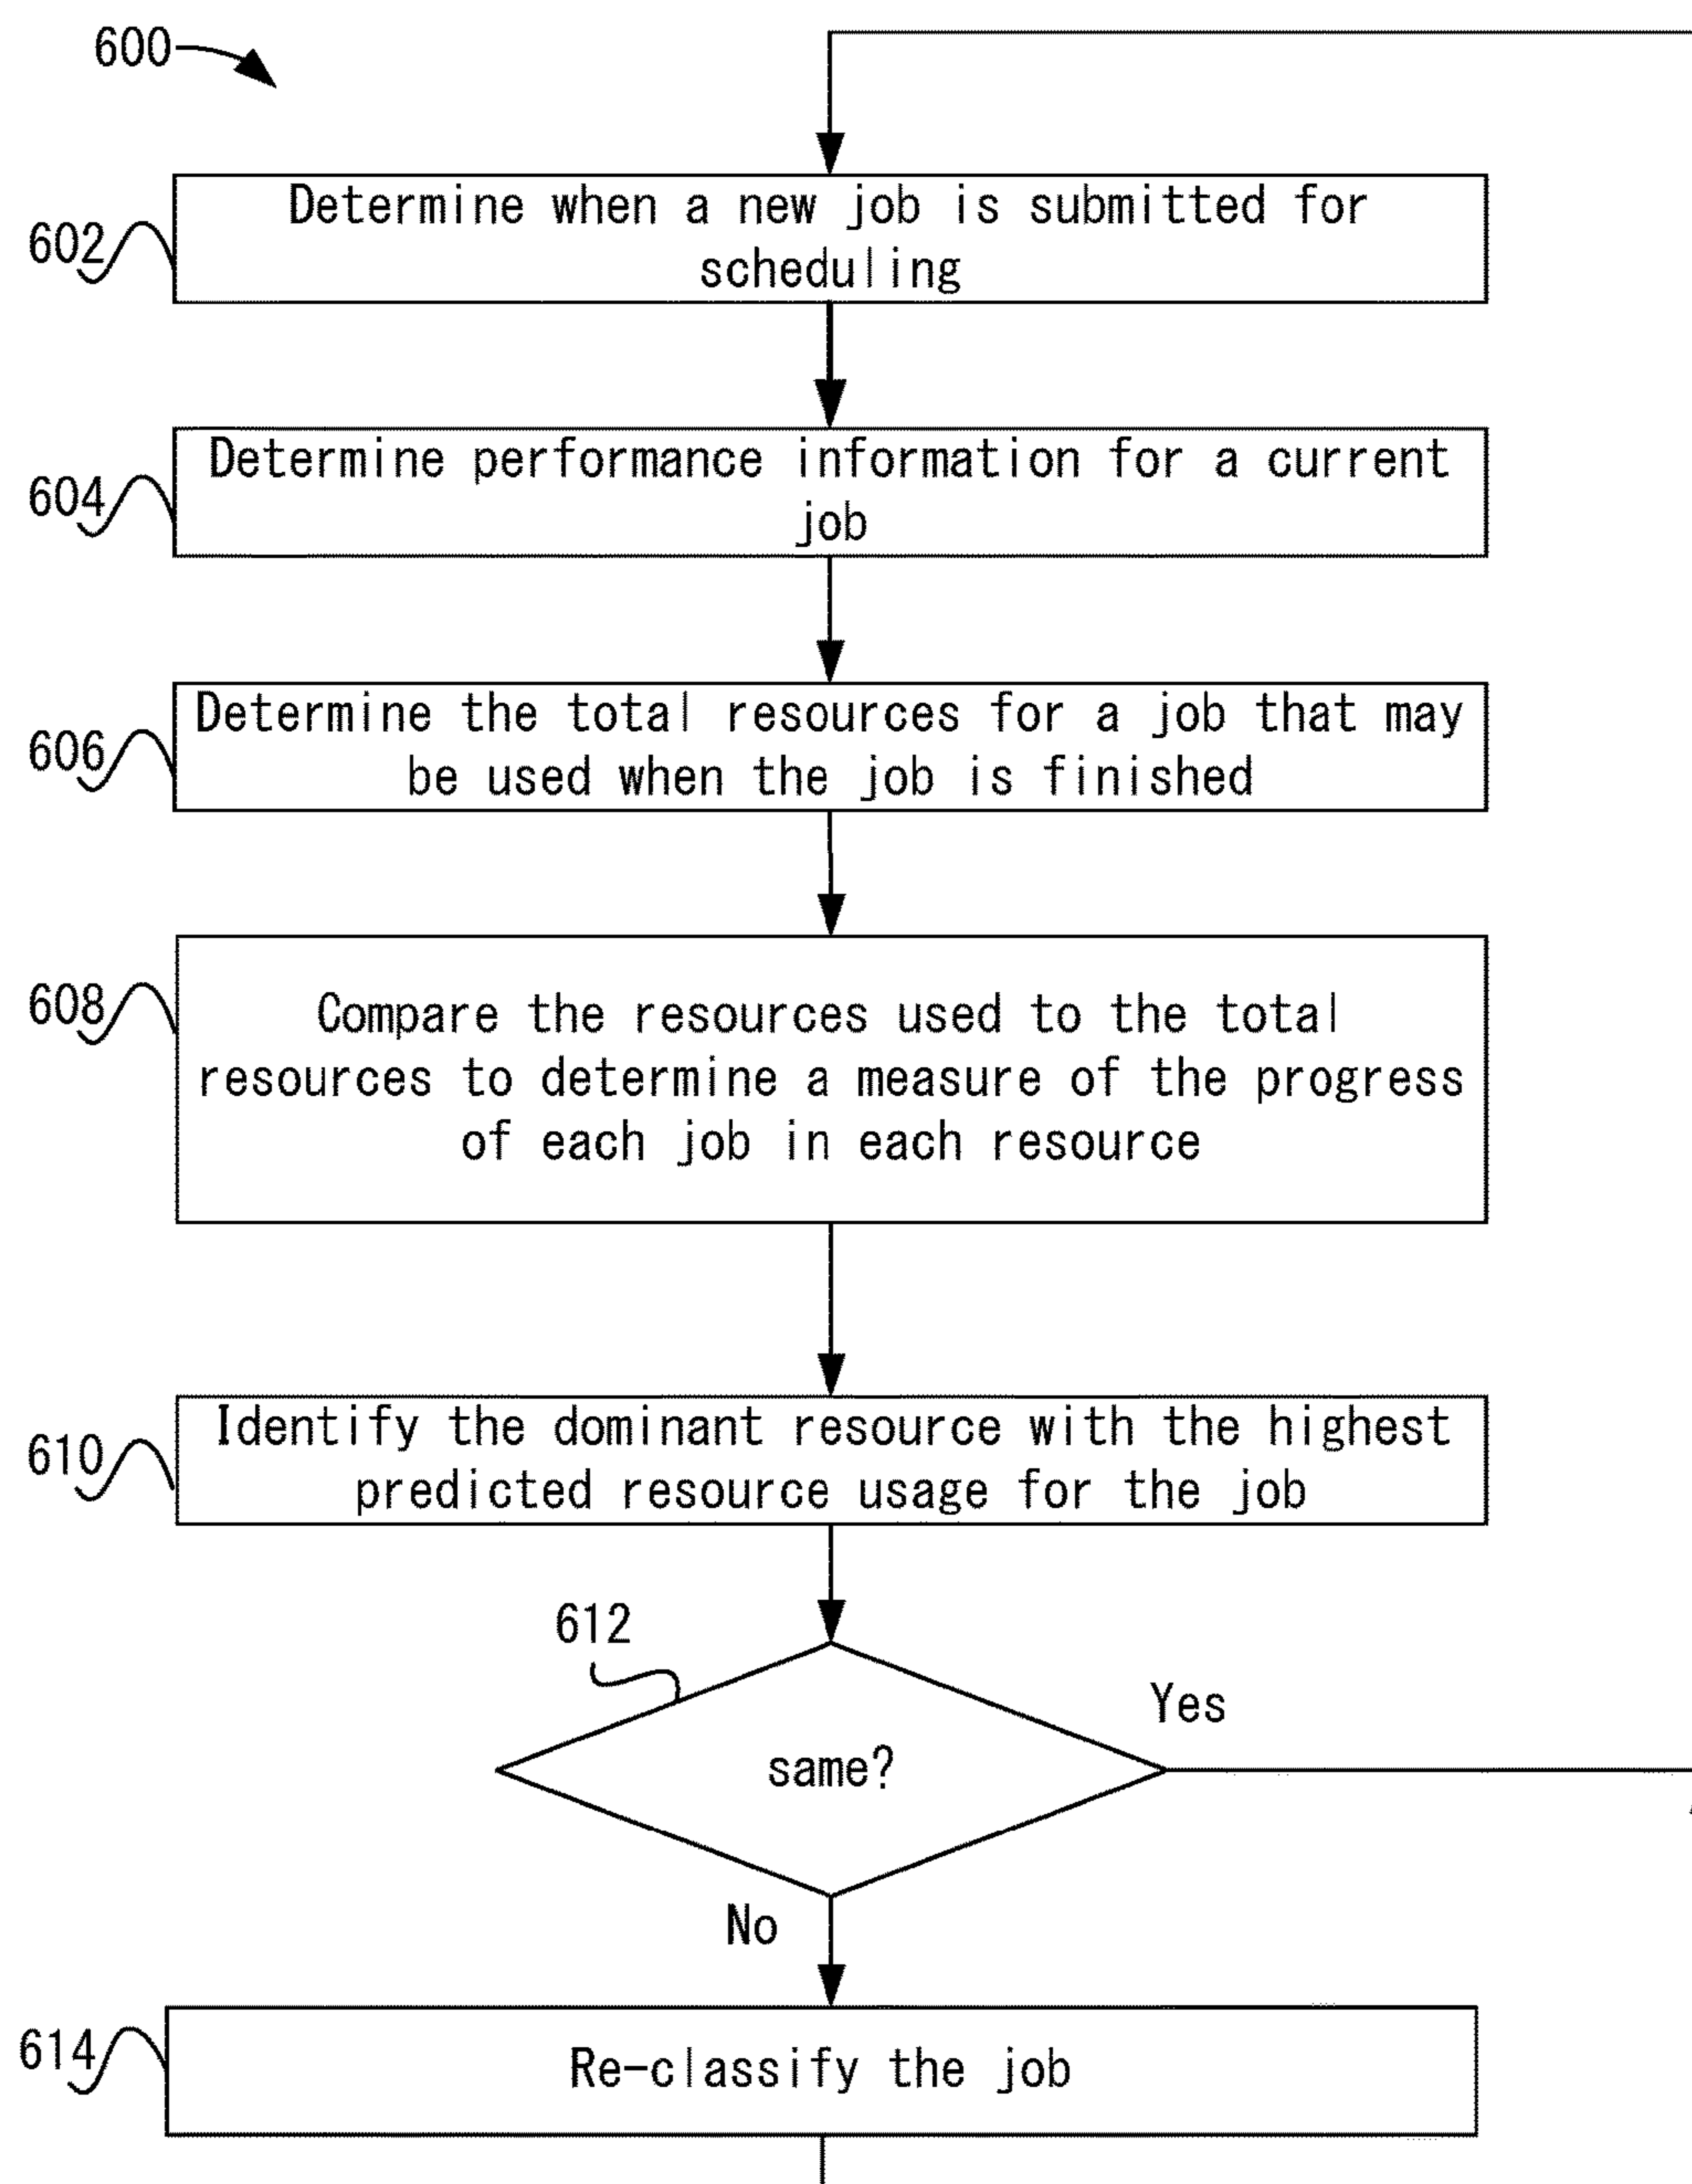 600
Determine when a new job is submitted for
scheduling
602
Determine performance information for a current
job
604
Determine the total resources for a job that may
be used when the job is finished
606
Compare the resources used to the total
resources to determine a measure of the progress
of each job in each resource
608
Identify the dominant resource with the highest
predicted resource usage for the job
610
612
Yes
same?
No
Re-classify the job
614